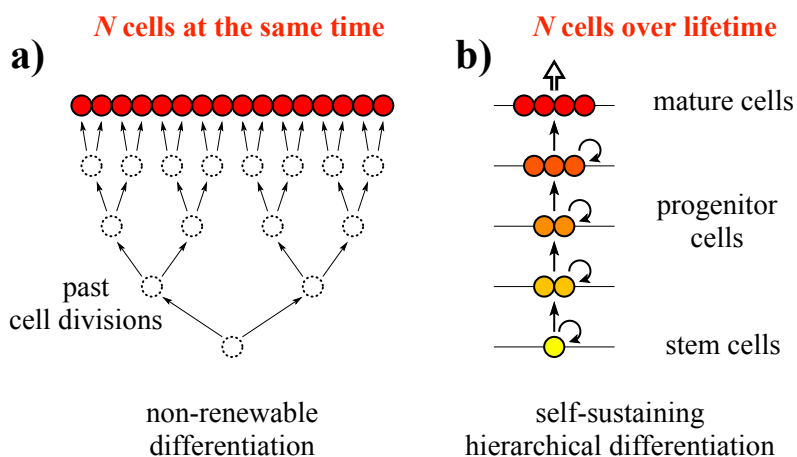 N cells at the same time
a)
past
cell divisions
non-renewable
differentiation
N cells over lifetime
b)
mature cells
progenitor
cells
stem cells
self-sustaining
hierarchical differentiation